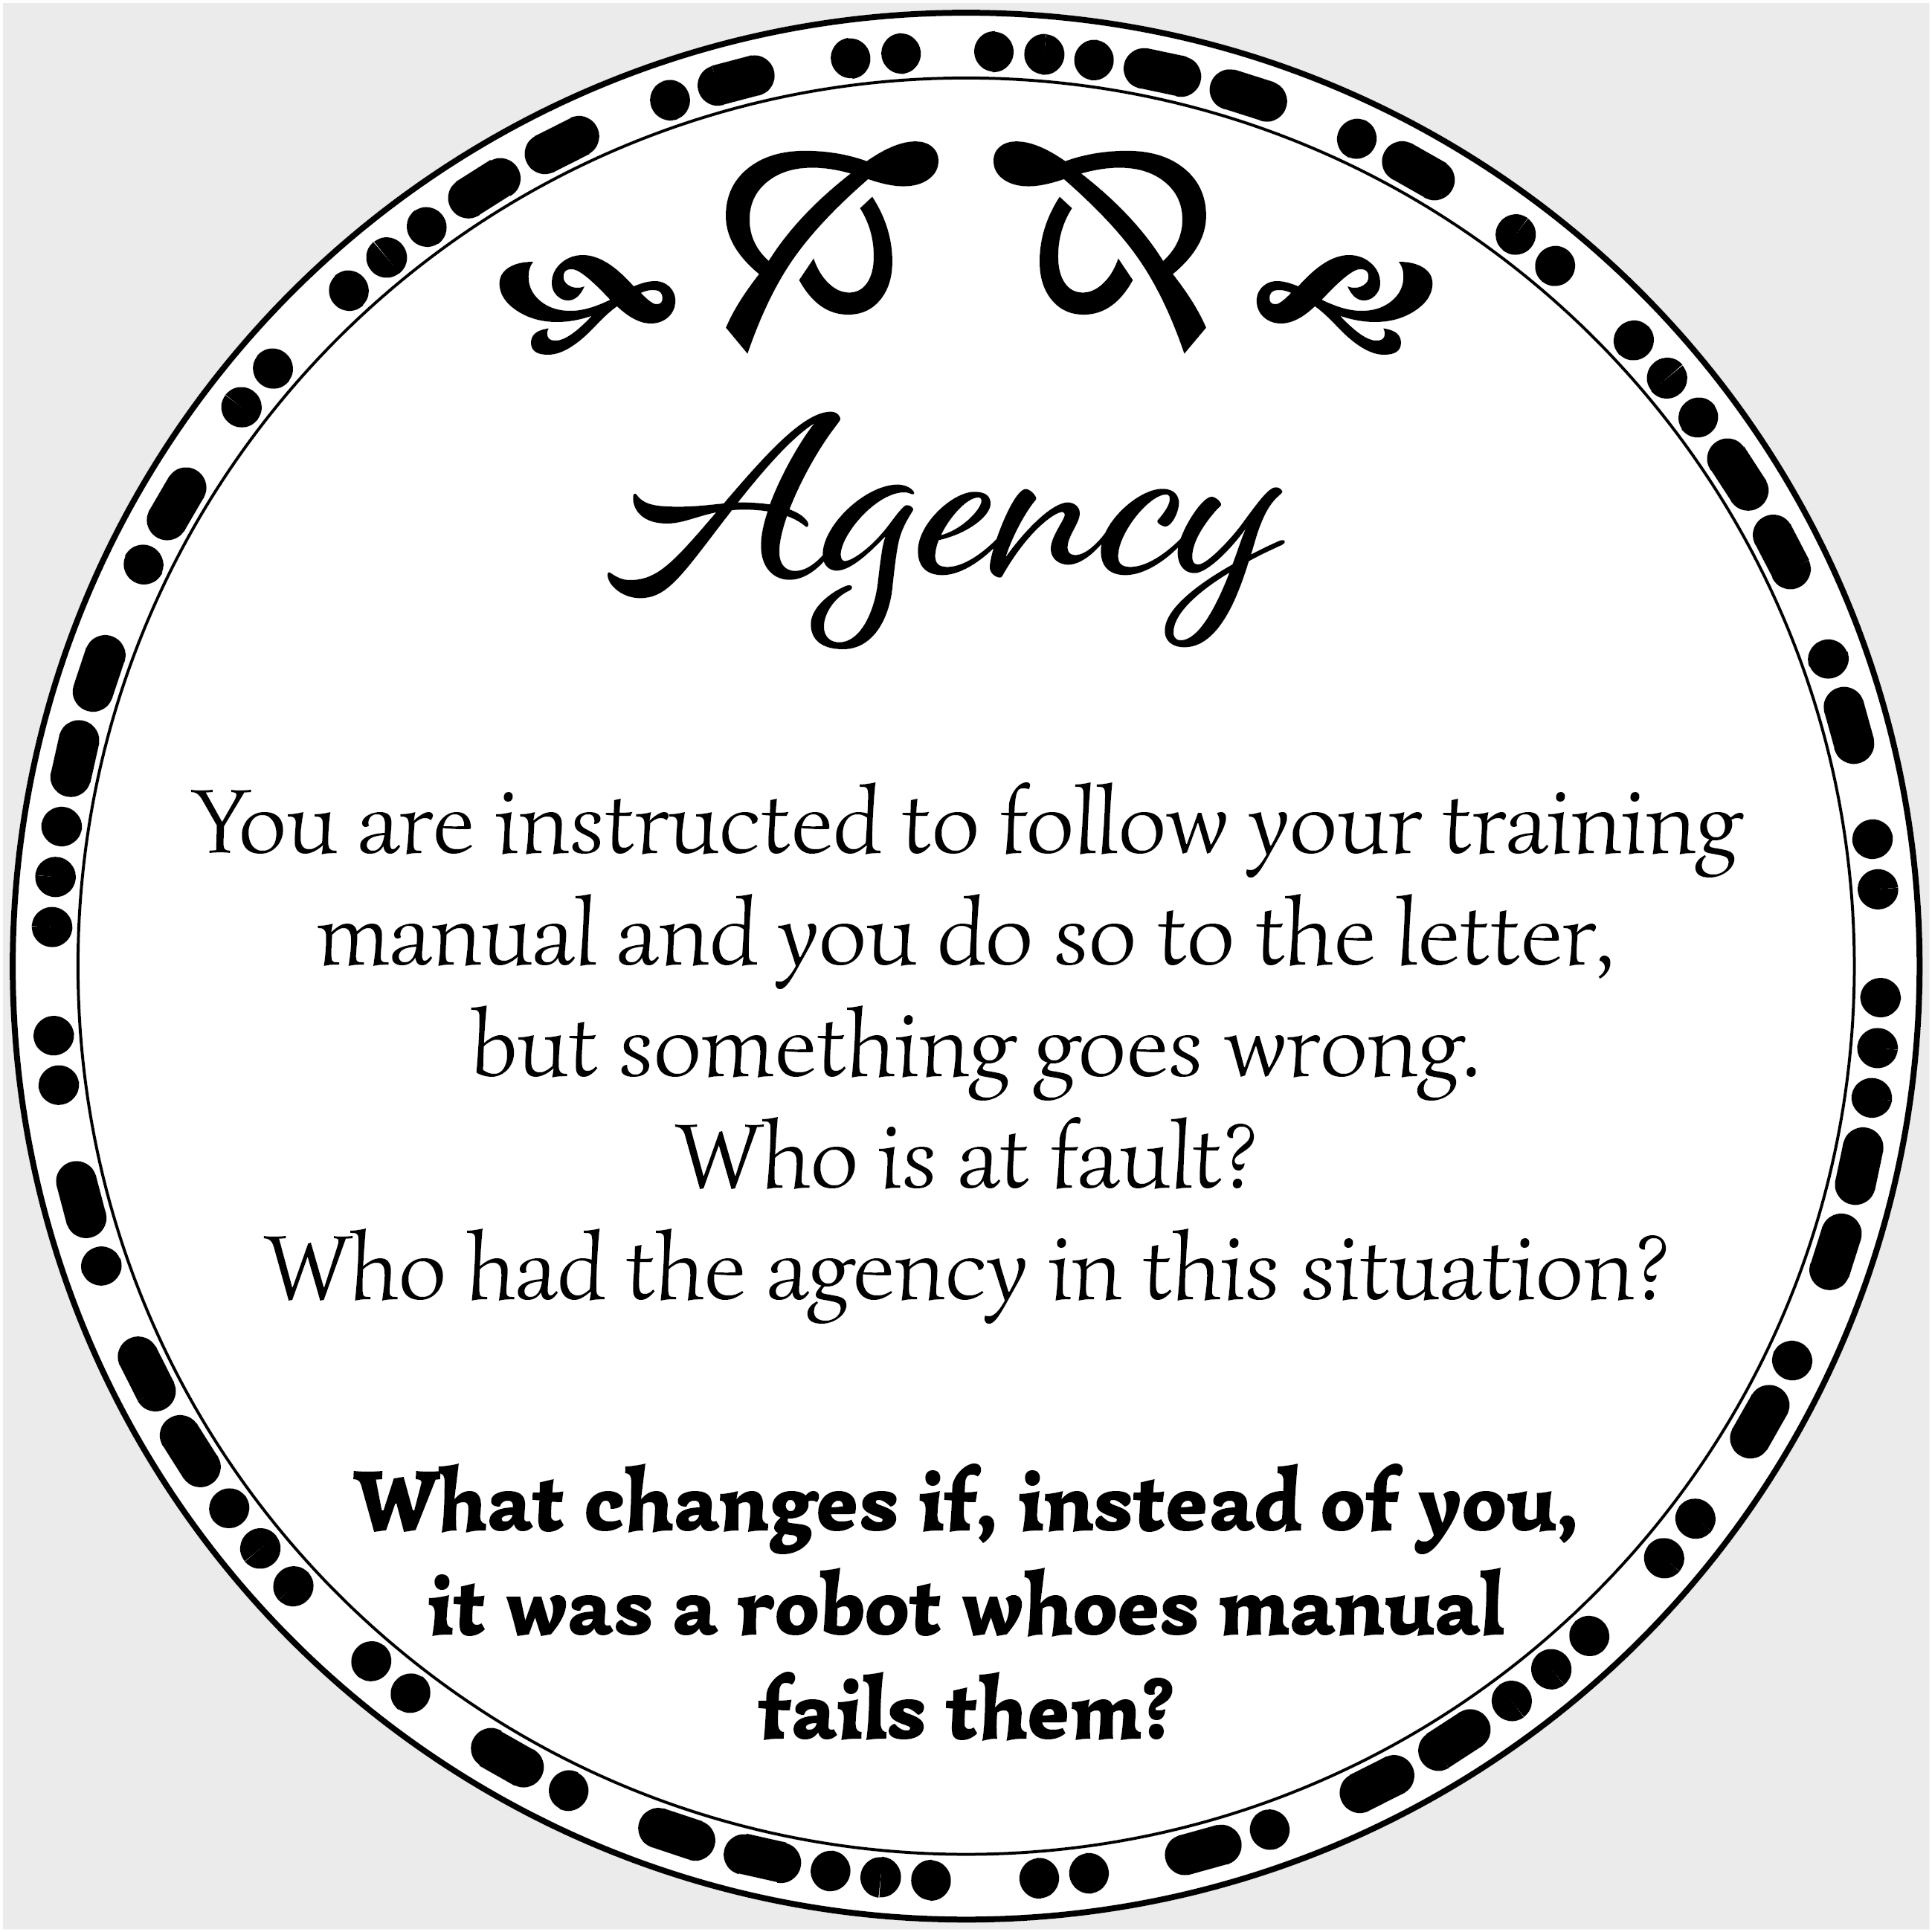 Agency
You are instructed to follow your training
manual and you do so to the letter,
but something goes wrong.
Who is at fault?
Who had the agency in this situation?
What changes if, instead of you,
it was a robot whoes manual
fails them?